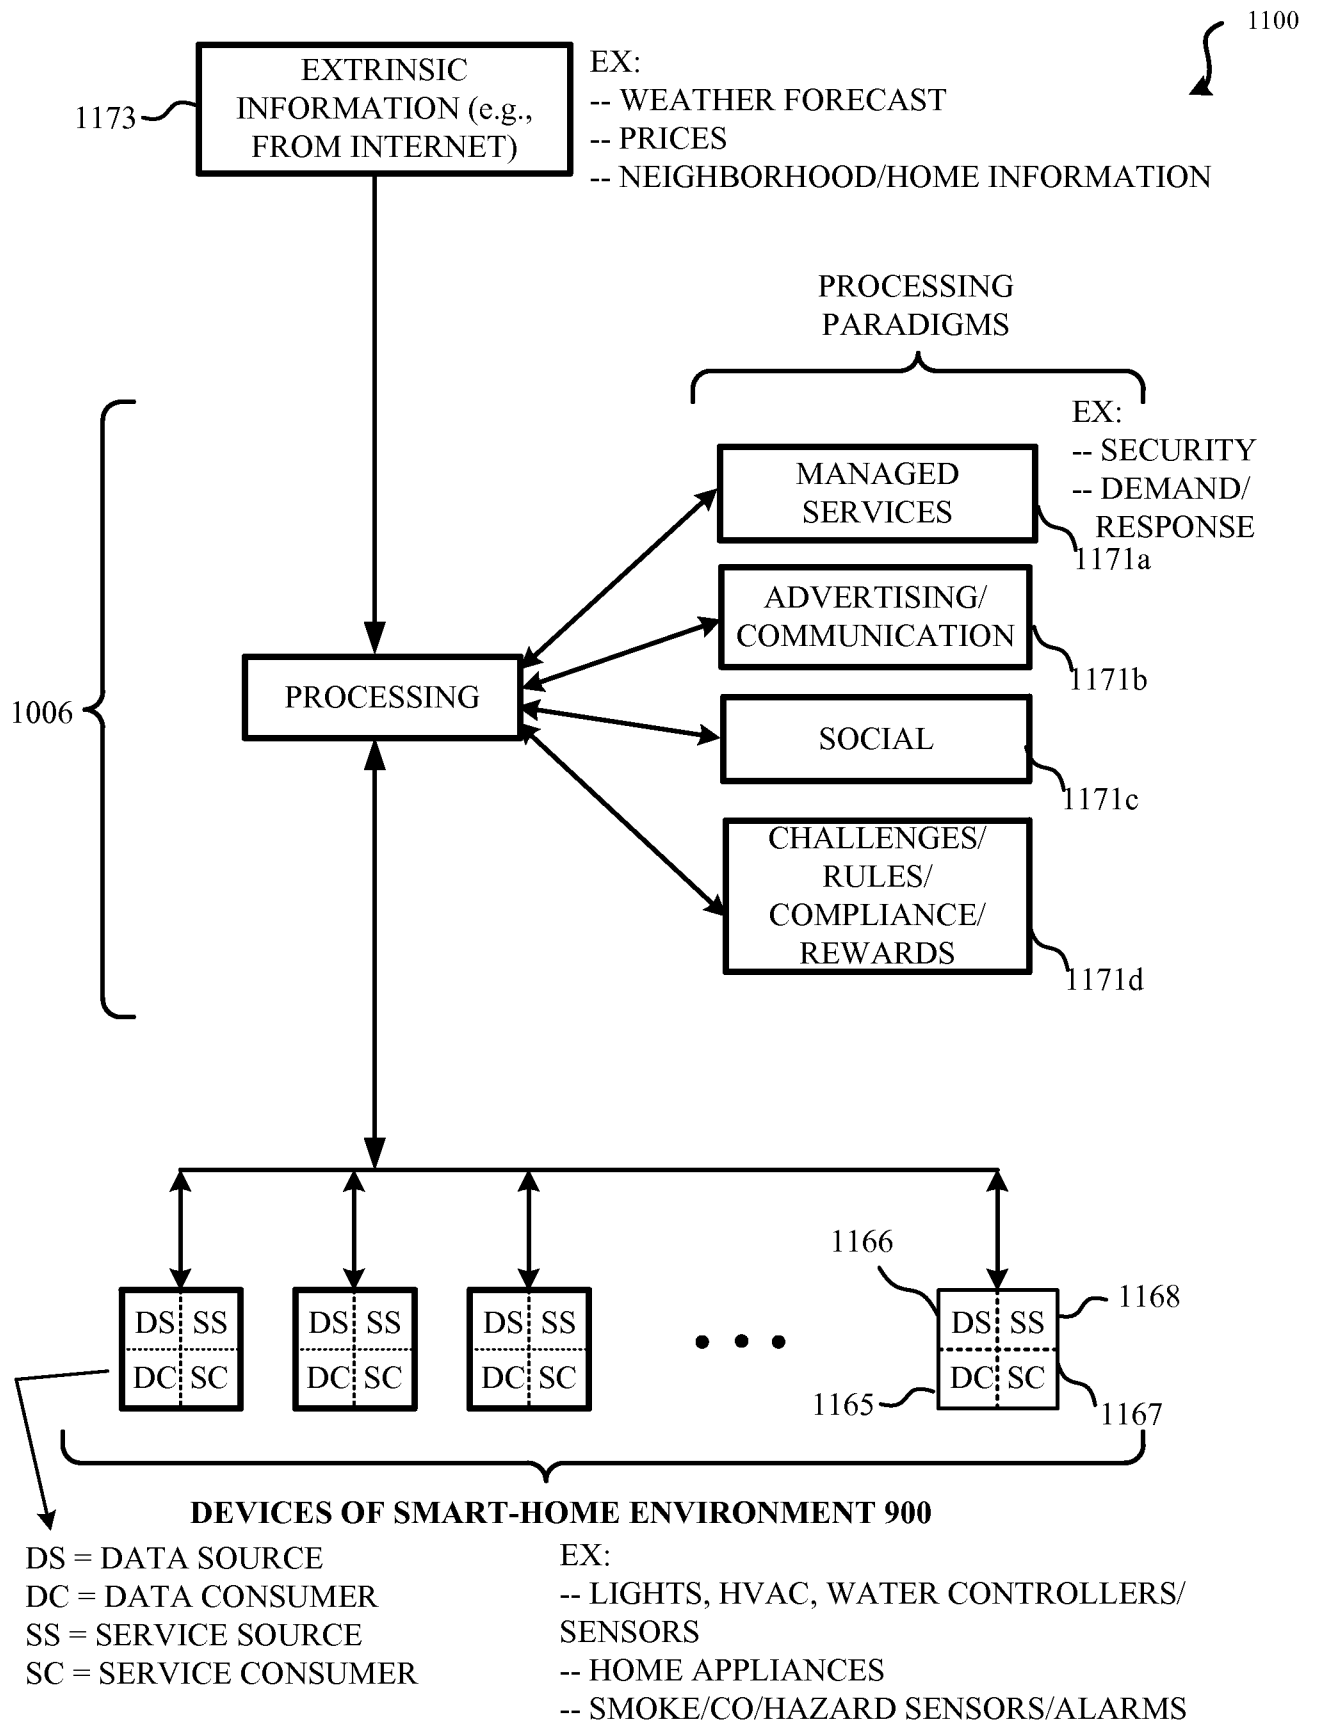 1100
EXTRINSIC
INFORMATION (e.g.,
FROM INTERNET)
1173
EX:
-- WEATHER FORECAST
-- PRICES
-- NEIGHBORHOOD/HOME INFORMATION
PROCESSING
PARADIGMS
EX:
-- SECURITY
-- DEMAND/
RESPONSE
MANAGED
SERVICES
1171a
ADVERTISING/
COMMUNICATION
1171b
PROCESSING
1006
SOCIAL
1171c
CHALLENGES/
RULES/
COMPLIANCE/
REWARDS
1171d
1166
1168
DS SS
DC SC
DS SS
DC SC
DS SS
DC SC
DS SS
DC SC
1165
1167
DEVICES OF SMART-HOME ENVIRONMENT 900
DS = DATA SOURCE
DC = DATA CONSUMER
SS = SERVICE SOURCE
SC = SERVICE CONSUMER
EX:
-- LIGHTS, HVAC, WATER CONTROLLERS/
SENSORS
-- HOME APPLIANCES
-- SMOKE/CO/HAZARD SENSORS/ALARMS